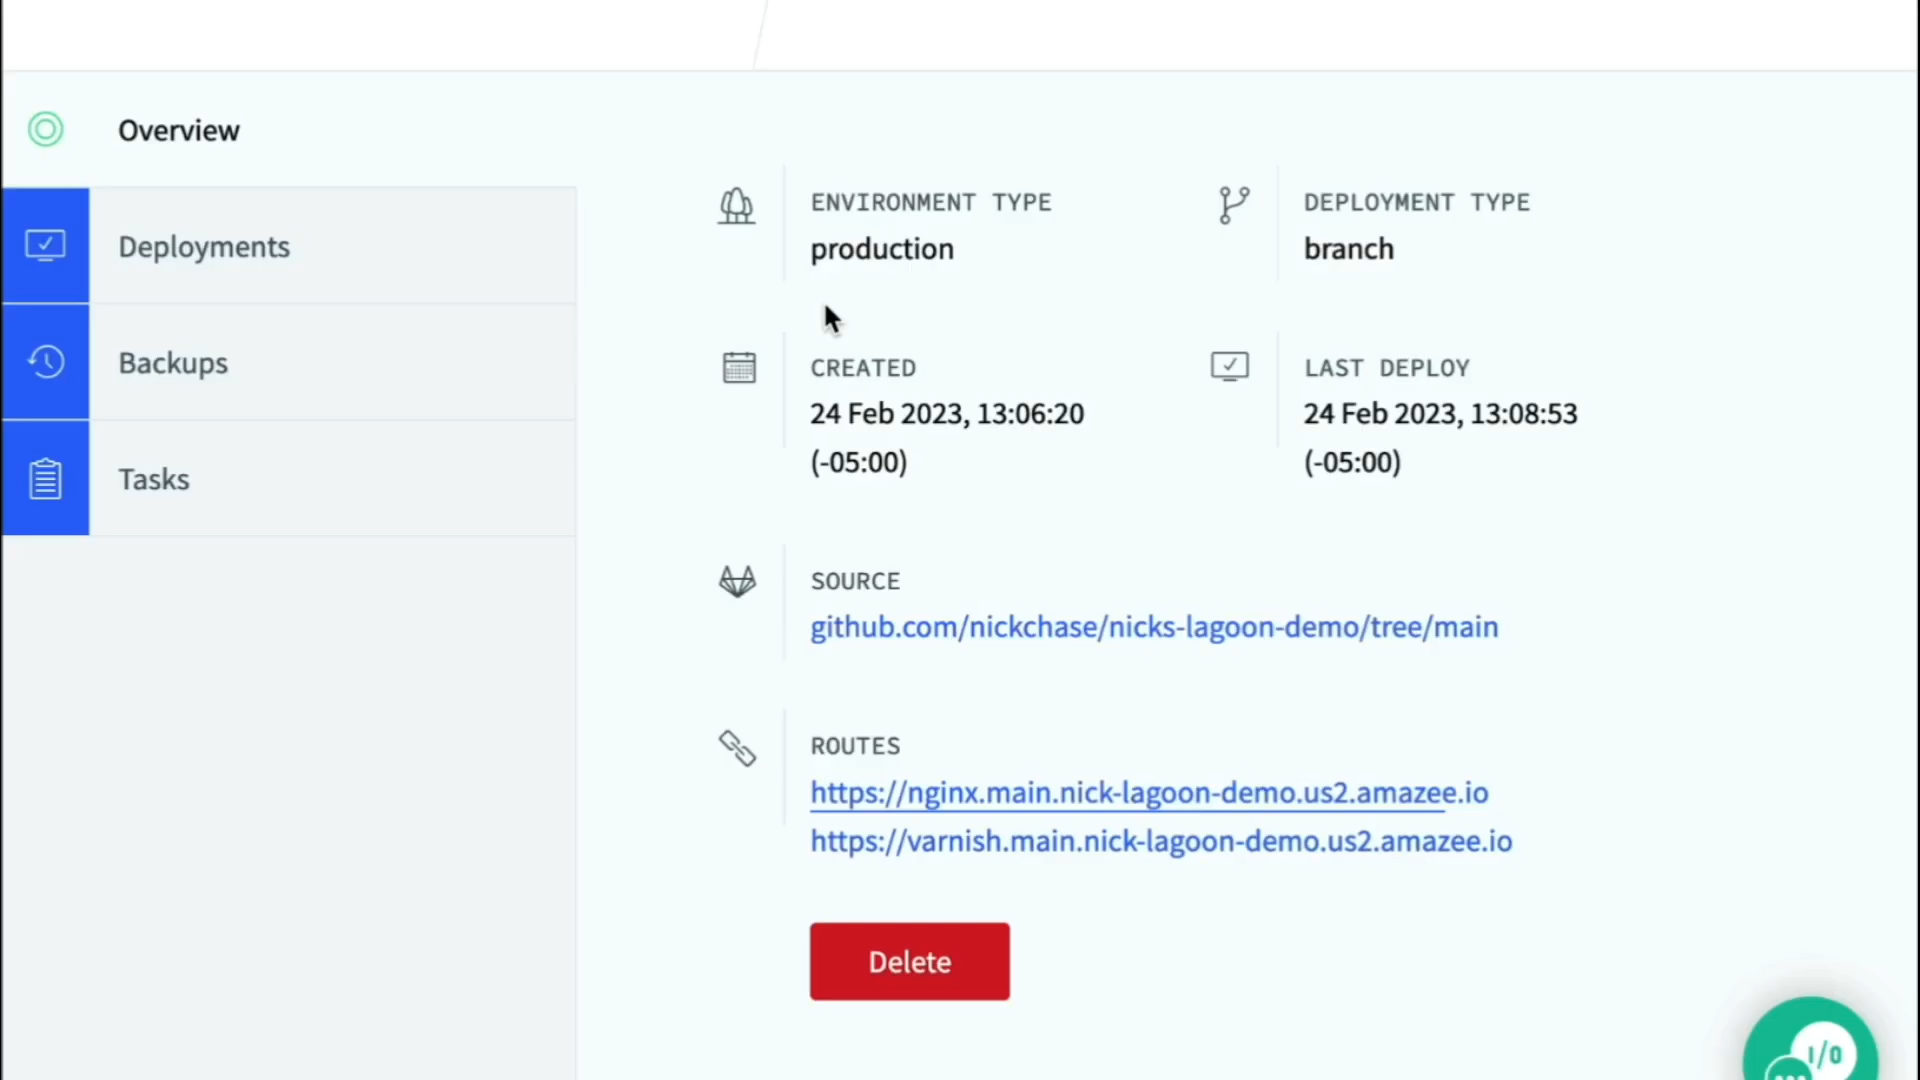 Overview
Deployments
Backups
Tasks
ENVIRONMENT TYPE
production
DEPLOYMENT TYPE
branch
CREATED
24 Feb 2023, 13:06:20
(-05:00)
LAST DEPLOY
24 Feb 2023, 13:08:53
(-05:00)
SOURCE
github.com/nickchase/nicks-lagoon-demo/tree/main
ROUTES
https://nginx.main.nick-lagoon-demo.us2.amazee.io
https://varnish.main.nick-lagoon-demo.us2.amazee.io
Delete
I/O